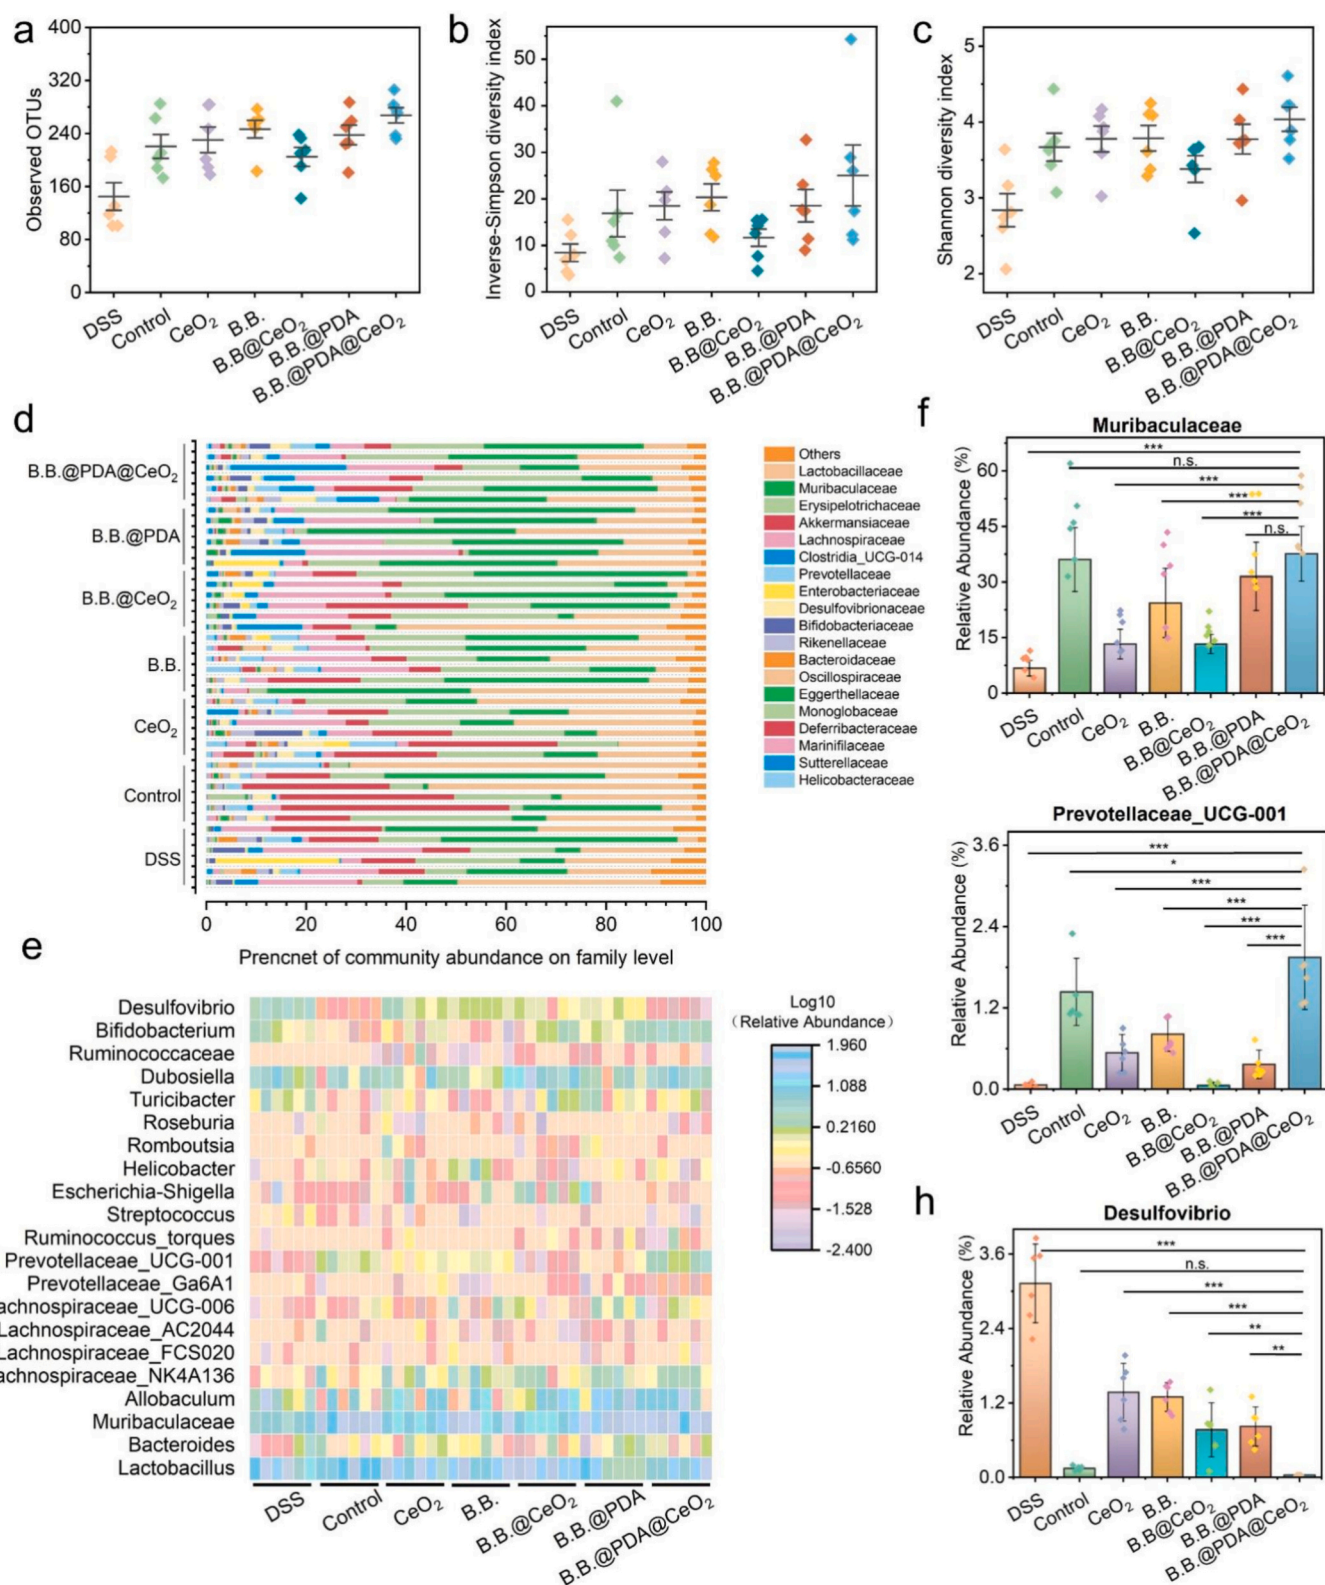 a
Observed OTUs
400
320
240
160
80
0
DSS
Control
CeO2
B.B.
B.B@CeO2
B.B.@PDA
B.B.@PDA@CeO2
b
Inverse-Simpson diversity index
50
40
30
20
10
0
DSS
Control
CeO2
B.B.
B.B@CeO2
B.B.@PDA
B.B.@PDA@CeO2
c
Shannon diversity index
5
4
3
2
DSS
Control
CeO2
B.B.
B.B@CeO2
B.B.@PDA
B.B.@PDA@CeO2
d
B.B.@PDA@CeO2
B.B.@PDA
B.B.@CeO2
B.B.
CeO2
Control
DSS
0 20 40 60 80 100
Prencnet of community abundance on family level
Others
Lactobacillaceae
Muribaculaceae
Erysipelotrichaceae
Akkermansiaceae
Lachnospiraceae
Clostridia_UCG-014
Prevotellaceae
Enterobacteriaceae
Desulfovibrionaceae
Bifidobacteriaceae
Rikenellaceae
Bacteroidaceae
Oscillospiraceae
Eggerthellaceae
Monoglobaceae
Deferribacteraceae
Marinifilaceae
Sutterellaceae
Helicobacteraceae
f
Muribaculaceae
Relative Abundance (%)
60
45
30
15
0
***
n.s.
***
***
***
n.s.
DSS
Control
CeO2
B.B.
B.B@CeO2
B.B.@PDA
B.B.@PDA@CeO2
Prevotellaceae_UCG-001
Relative Abundance (%)
3.6
2.4
1.2
0.0
***
*
***
***
***
***
DSS
Control
CeO2
B.B.
B.B@CeO2
B.B.@PDA
B.B.@PDA@CeO2
e
Desulfovibrio
Bifidobacterium
Ruminococcaceae
Dubosiella
Turicibacter
Roseburia
Romboutsia
Helicobacter
Escherichia-Shigella
Streptococcus
Ruminococcus_torques
Prevotellaceae_UCG-001
Prevotellaceae_Ga6A1
achnospiraceae_UCG-006
Lachnospiraceae_AC2044
Lachnospiraceae_FCS020
achnospiraceae_NK4A136
Allobaculum
Muribaculaceae
Bacteroides
Lactobacillus
DSS
Control
CeO2
B.B.
B.B.@CeO2
B.B.@PDA
B.B.@PDA@CeO2
Log10
(Relative Abundance)
1.960
1.088
0.2160
-0.6560
-1.528
-2.400
h
Desulfovibrio
Relative Abundance (%)
3.6
2.4
1.2
0.0
***
n.s.
***
***
**
**
DSS
Control
CeO2
B.B.
B.B@CeO2
B.B.@PDA
B.B.@PDA@CeO2